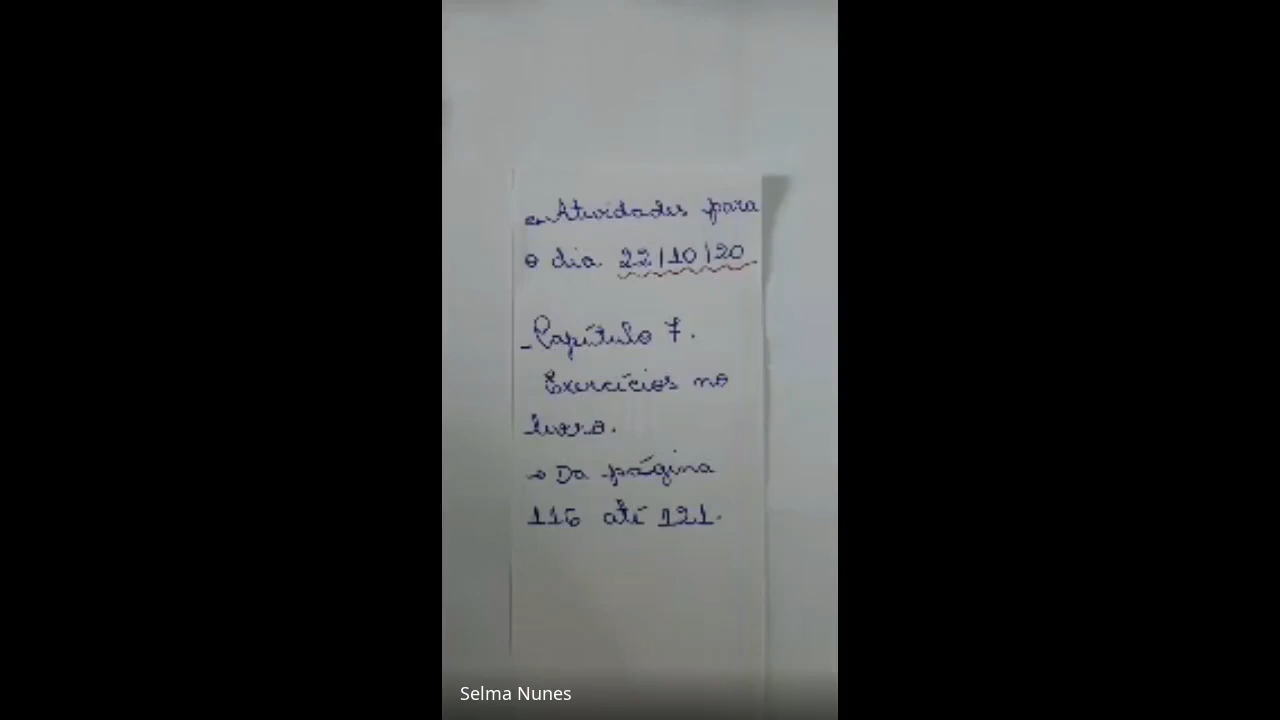 Atividades para
o dia 22/10/20
- Capítulo 7.
Exercícios no
livro.
Da página
116 até 121.
Selma Nunes